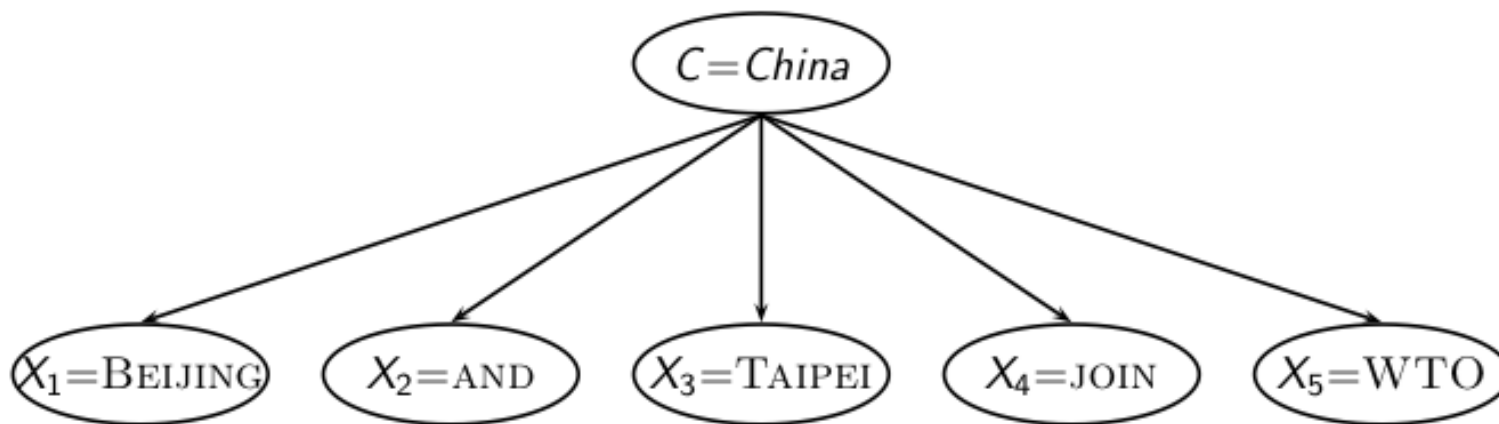 C=China
X₁=BEIJING X₂=AND X₃=TAIPEI X₄=JOIN X₅=WTO